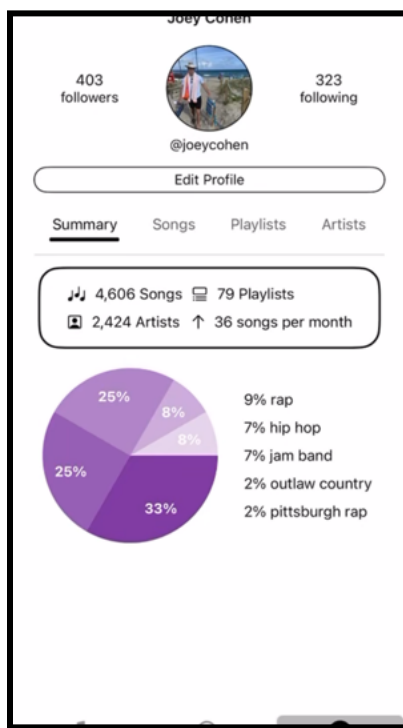 Joey Cohen
403
followers
323
following
@joeycohen
Edit Profile
Summary Songs Playlists Artists
4,606 Songs 79 Playlists
2,424 Artists ↑ 36 songs per month
25%
8%
8%
25%
33%
9% rap
7% hip hop
7% jam band
2% outlaw country
2% pittsburgh rap